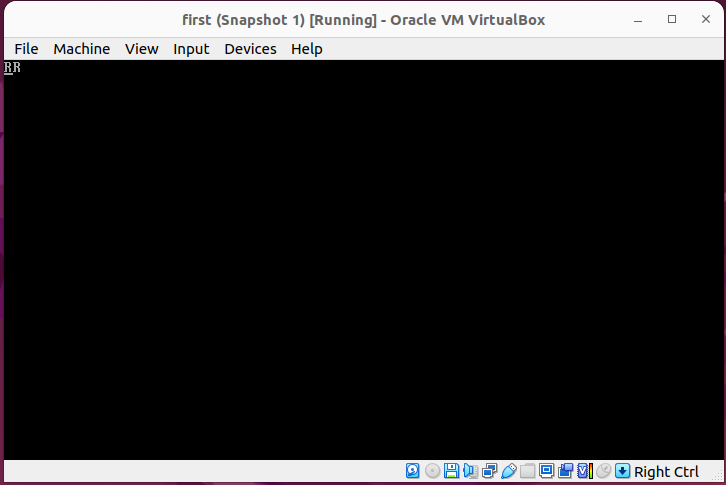 first (Snapshot 1) [Running] - Oracle VM VirtualBox
File Machine View Input Devices Help
RR
Right Ctrl